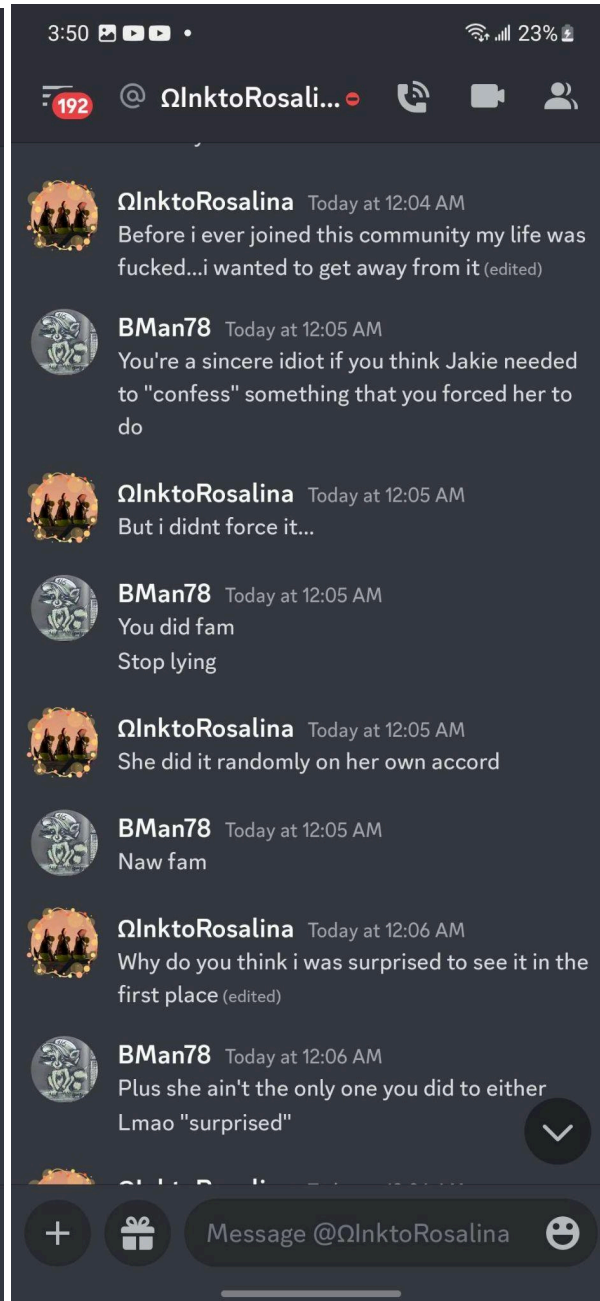 3:50
23%
192
@ ΩInktoRosali...
ΩInktoRosalina Today at 12:04 AM
Before i ever joined this community my life was
fucked...i wanted to get away from it (edited)
BMan78 Today at 12:05 AM
You're a sincere idiot if you think Jakie needed
to "confess" something that you forced her to
do
ΩInktoRosalina Today at 12:05 AM
But i didnt force it...
BMan78 Today at 12:05 AM
You did fam
Stop lying
ΩInktoRosalina Today at 12:05 AM
She did it randomly on her own accord
BMan78 Today at 12:05 AM
Naw fam
ΩInktoRosalina Today at 12:06 AM
Why do you think i was surprised to see it in the
first place (edited)
BMan78 Today at 12:06 AM
Plus she ain't the only one you did to either
Lmao "surprised"
Message @ΩInktoRosalina